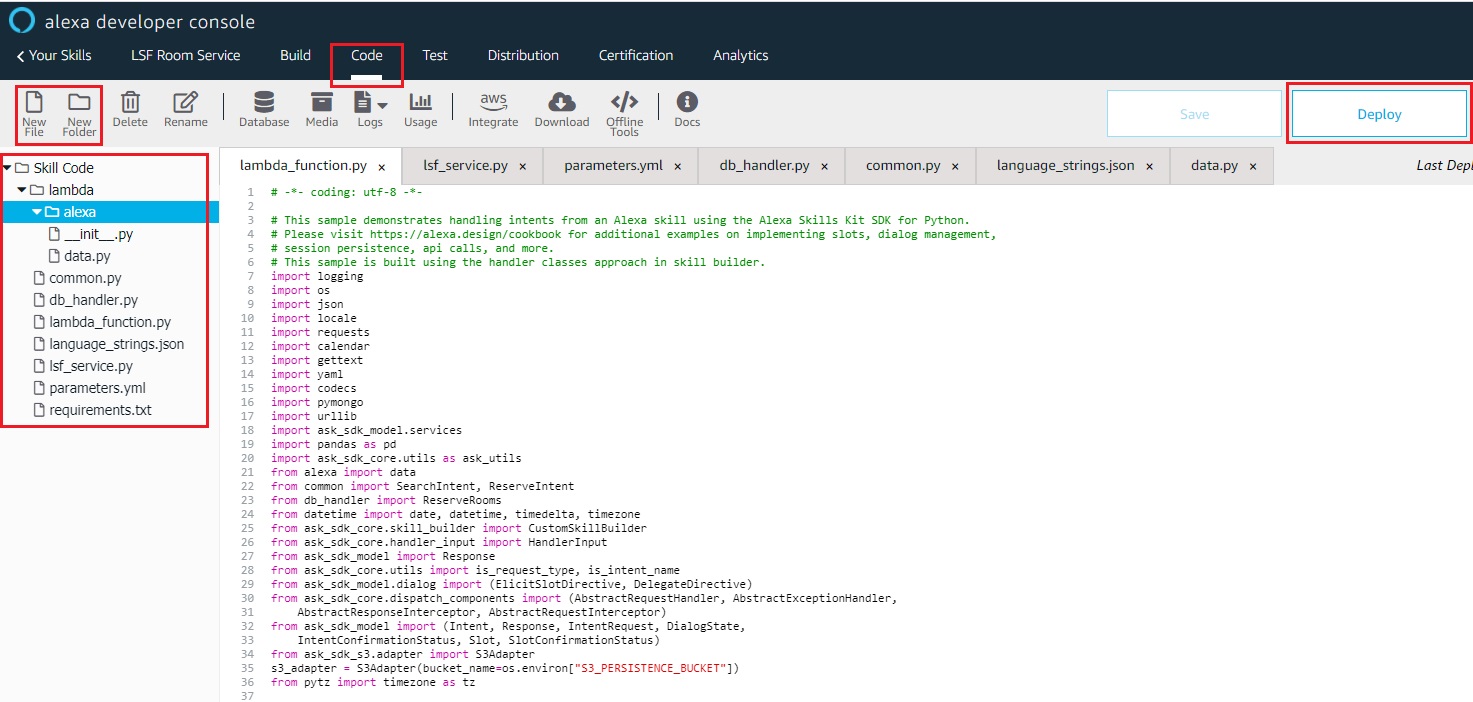 alexa developer console
Your Skills LSF Room Service Build Code Test Distribution Certification Analytics
New File New Folder Delete Rename Database Media Logs Usage aws Integrate Download Offline Tools Docs Save Deploy
Skill Code
lambda
alexa
__init__.py
data.py
common.py
db_handler.py
lambda_function.py
language_strings.json
lsf_service.py
parameters.yml
requirements.txt
lambda_function.py × lsf_service.py × parameters.yml × db_handler.py × common.py × language_strings.json × data.py × Last Depl
1 # -*- coding: utf-8 -*-
2
3 # This sample demonstrates handling intents from an Alexa skill using the Alexa Skills Kit SDK for Python.
4 # Please visit https://alexa.design/cookbook for additional examples on implementing slots, dialog management,
5 # session persistence, api calls, and more.
6 # This sample is built using the handler classes approach in skill builder.
7 import logging
8 import os
9 import json
10 import locale
11 import requests
12 import calendar
13 import gettext
14 import yaml
15 import codecs
16 import pymongo
17 import urllib
18 import ask_sdk_model.services
19 import pandas as pd
20 import ask_sdk_core.utils as ask_utils
21 from alexa import data
22 from common import SearchIntent, ReserveIntent
23 from db_handler import ReserveRooms
24 from datetime import date, datetime, timedelta, timezone
25 from ask_sdk_core.skill_builder import CustomSkillBuilder
26 from ask_sdk_core.handler_input import HandlerInput
27 from ask_sdk_model import Response
28 from ask_sdk_core.utils import is_request_type, is_intent_name
29 from ask_sdk_model.dialog import (ElicitSlotDirective, DelegateDirective)
30 from ask_sdk_core.dispatch_components import (AbstractRequestHandler, AbstractExceptionHandler,
31 AbstractResponseInterceptor, AbstractRequestInterceptor)
32 from ask_sdk_model import (Intent, Response, IntentRequest, DialogState,
33 IntentConfirmationStatus, Slot, SlotConfirmationStatus)
34 from ask_sdk_s3.adapter import S3Adapter
35 s3_adapter = S3Adapter(bucket_name=os.environ["S3_PERSISTENCE_BUCKET"])
36 from pytz import timezone as tz
37